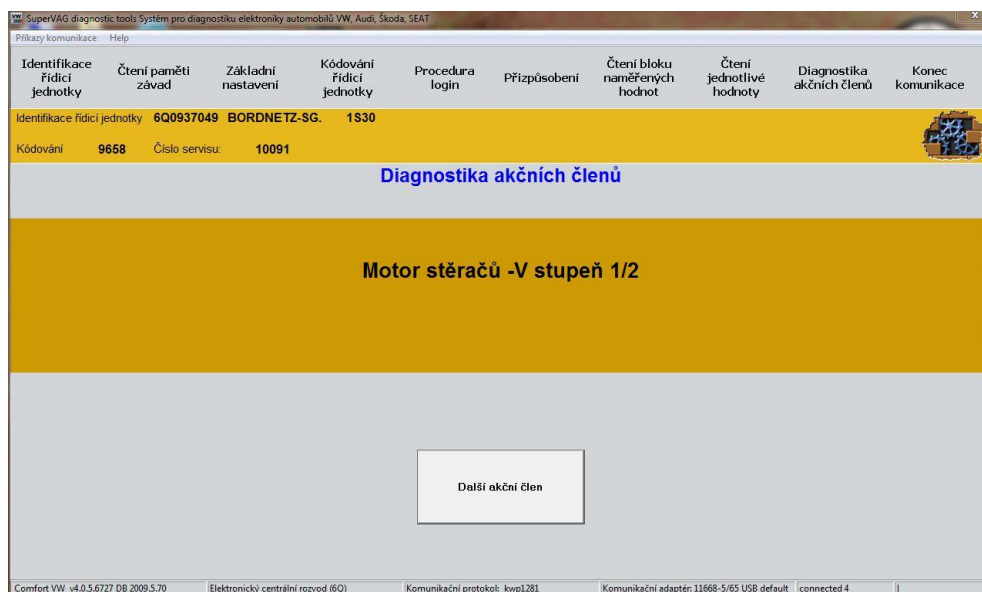 SuperVAG diagnostic tools Systém pro diagnostiku elektroniky automobilů VW, Audi, Škoda, SEAT
Příkazy komunikace Help
Identifikace řídicí jednotky
Čtení paměti závad
Základní nastavení
Kódování řídicí jednotky
Procedura login
Přizpůsobení
Čtení bloku naměřených hodnot
Čtení jednotlivé hodnoty
Diagnostika akčních členů
Konec komunikace
Identifikace řídicí jednotky 6Q0937049 BORDNETZ-SG. 1S30
Kódování 9658 Číslo servisu: 10091
Diagnostika akčních členů
Motor stěračů -V stupeň 1/2
Další akční člen
Comfort VW v4.0.5.6727 DB 2009.5.70 Elektronický centrální rozvod (6Q) Komunikační protokol: kwp1281 Komunikační adaptér: 11668-5/65 USB default connected 4